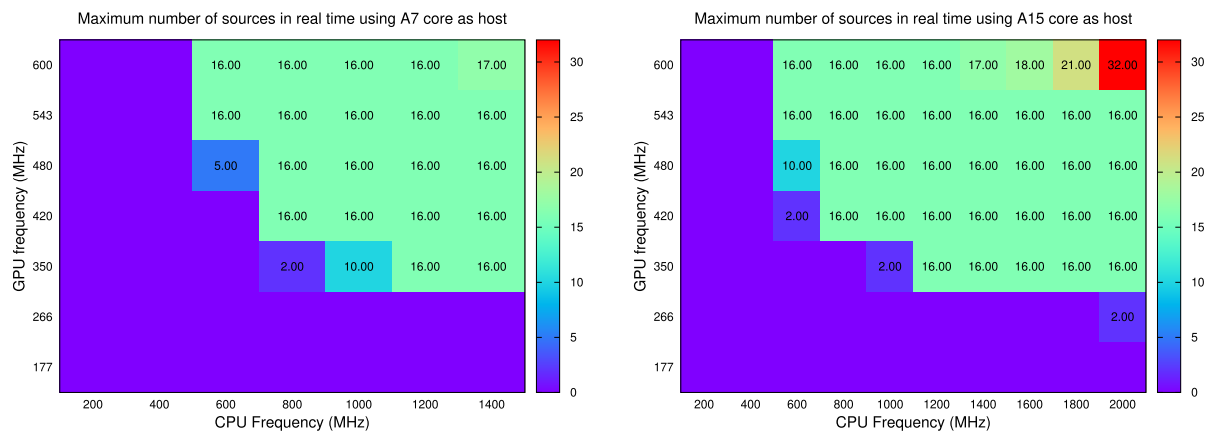 Maximum number of sources in real time using A7 core as host
600 16.00 16.00 16.00 16.00 17.00 30
543 16.00 16.00 16.00 16.00 16.00 25
480 5.00 16.00 16.00 16.00 16.00 20
420 16.00 16.00 16.00 16.00 15
350 2.00 10.00 16.00 16.00 10
266 5
177 0
200 400 600 800 1000 1200 1400
CPU Frequency (MHz)
GPU frequency (MHz)
Maximum number of sources in real time using A15 core as host
600 16.00 16.00 16.00 16.00 17.00 18.00 21.00 32.00 30
543 16.00 16.00 16.00 16.00 16.00 16.00 16.00 16.00 25
480 10.00 16.00 16.00 16.00 16.00 16.00 16.00 16.00 20
420 2.00 16.00 16.00 16.00 16.00 16.00 16.00 16.00 15
350 2.00 16.00 16.00 16.00 16.00 16.00 10
266 2.00 5
177 0
200 400 600 800 1000 1200 1400 1600 1800 2000
CPU Frequency (MHz)
GPU frequency (MHz)